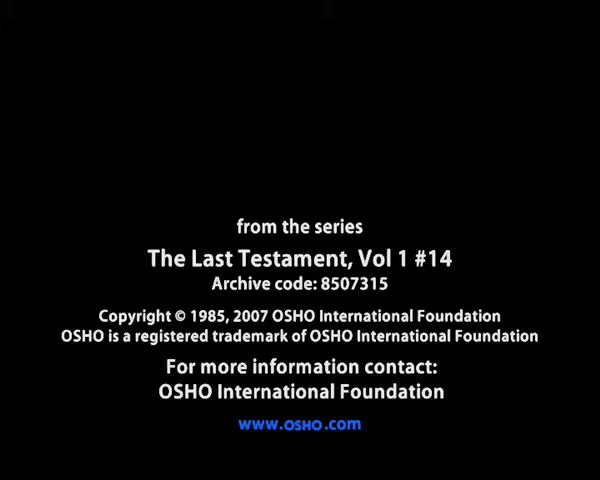 from the series
The Last Testament, Vol 1 #14
Archive code: 8507315
Copyright © 1985, 2007 OSHO International Foundation
OSHO is a registered trademark of OSHO International Foundation
For more information contact:
OSHO International Foundation
www.OSHO.com